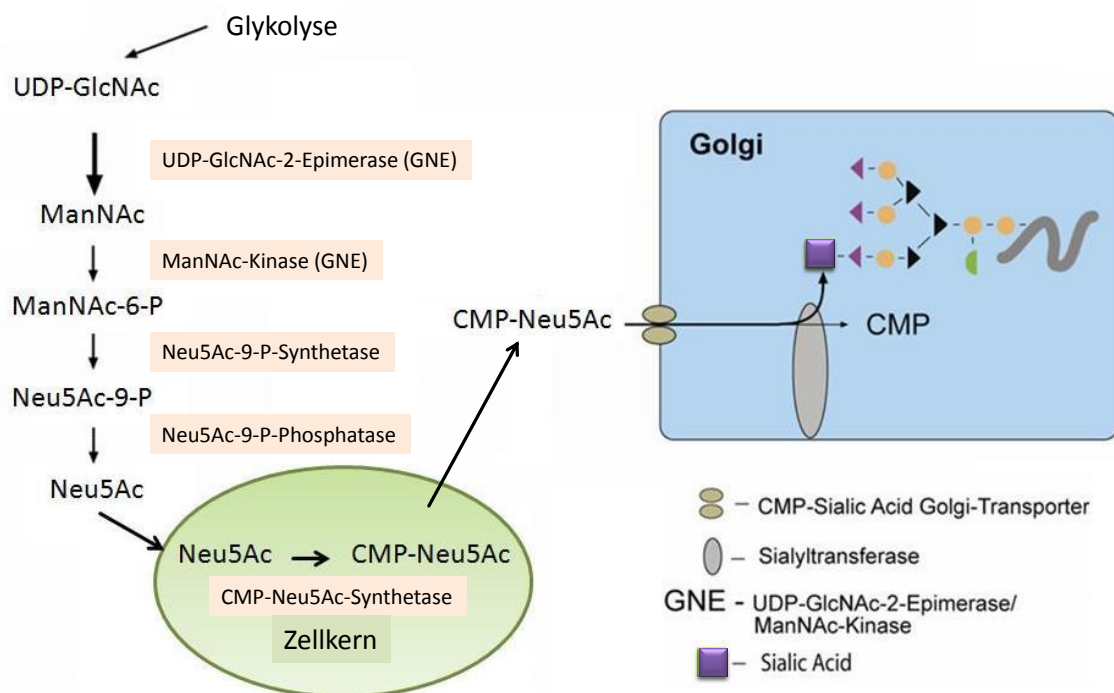 Glykolyse
UDP-GlcNAc
UDP-GlcNAc-2-Epimerase (GNE)
ManNAc
ManNAc-Kinase (GNE)
ManNAc-6-P
Neu5Ac-9-P-Synthetase
Neu5Ac-9-P
Neu5Ac-9-P-Phosphatase
Neu5Ac
Neu5Ac
CMP-Neu5Ac
CMP-Neu5Ac-Synthetase
Zellkern
CMP-Neu5Ac
Golgi
CMP
CMP-Sialic Acid Golgi-Transporter
Sialyltransferase
GNE - UDP-GlcNAc-2-Epimerase/
ManNAc-Kinase
Sialic Acid